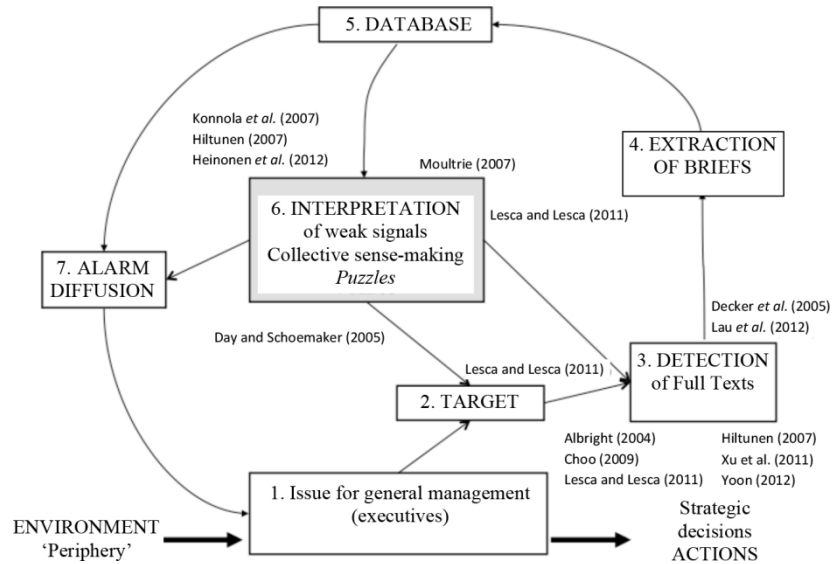 5. DATABASE
Konnola et al. (2007)
Hiltunen (2007)
Heinonen et al. (2012)
Moultrie (2007)
4. EXTRACTION
OF BRIEFS
6. INTERPRETATION
of weak signals
Collective sense-making
Puzzles
Lesca and Lesca (2011)
7. ALARM
DIFFUSION
Decker et al. (2005)
Lau et al. (2012)
Day and Schoemaker (2005)
Lesca and Lesca (2011)
3. DETECTION
of Full Texts
2. TARGET
Albright (2004)
Choo (2009)
Lesca and Lesca (2011)
Hiltunen (2007)
Xu et al. (2011)
Yoon (2012)
1. Issue for general management
(executives)
ENVIRONMENT
‘Periphery’
Strategic
decisions
ACTIONS